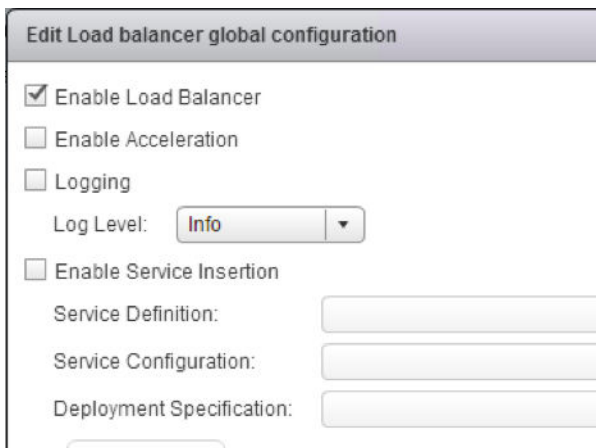 Edit Load balancer global configuration
Enable Load Balancer
Enable Acceleration
Logging
Log Level: Info
Enable Service Insertion
Service Definition:
Service Configuration:
Deployment Specification: